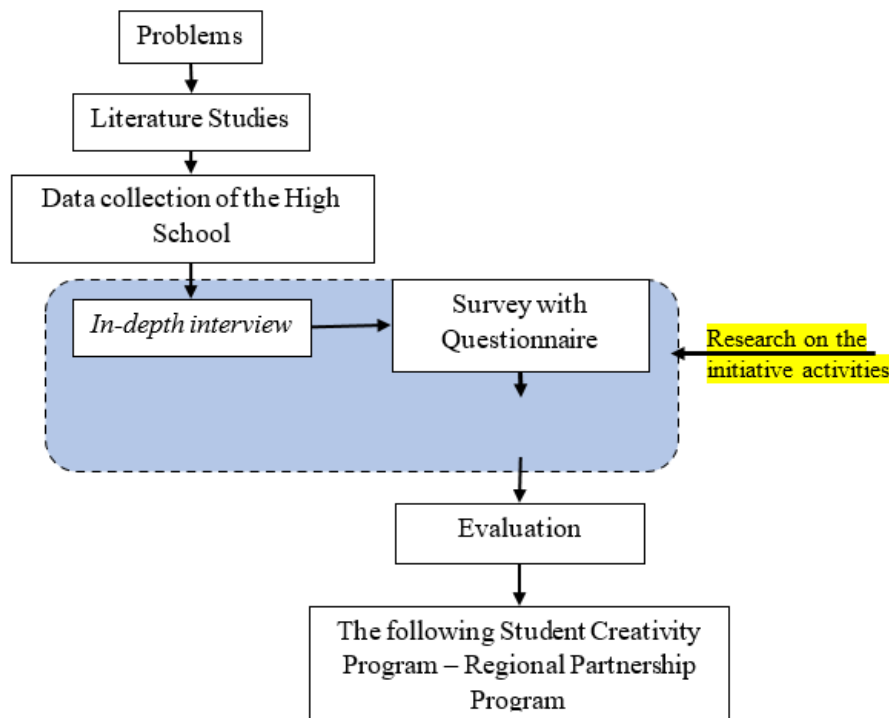 Problems
Literature Studies
Data collection of the High
School
In-depth interview
Survey with
Questionnaire
Research on the
initiative activities
Evaluation
The following Student Creativity
Program – Regional Partnership
Program